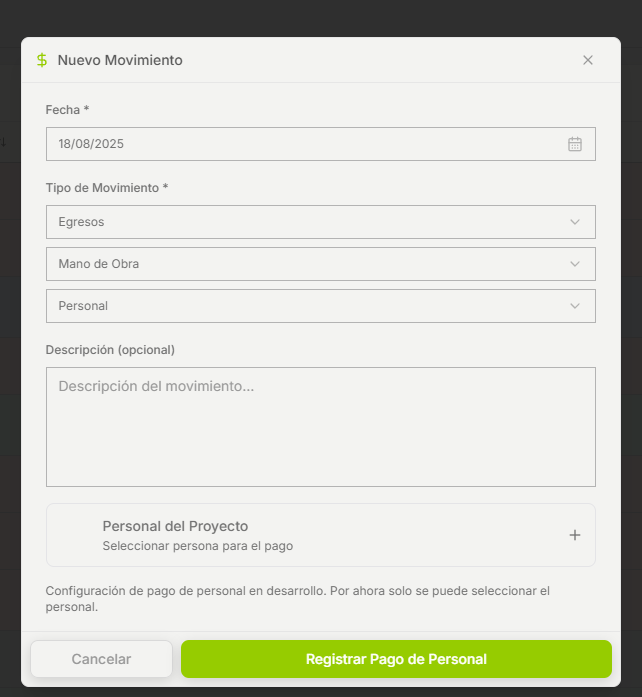 $ Nuevo Movimiento
Fecha *
18/08/2025
Tipo de Movimiento *
Egresos
Mano de Obra
Personal
Descripción (opcional)
Descripción del movimiento...
Personal del Proyecto
Seleccionar persona para el pago
Configuración de pago de personal en desarrollo. Por ahora solo se puede seleccionar el
personal.
Cancelar
Registrar Pago de Personal